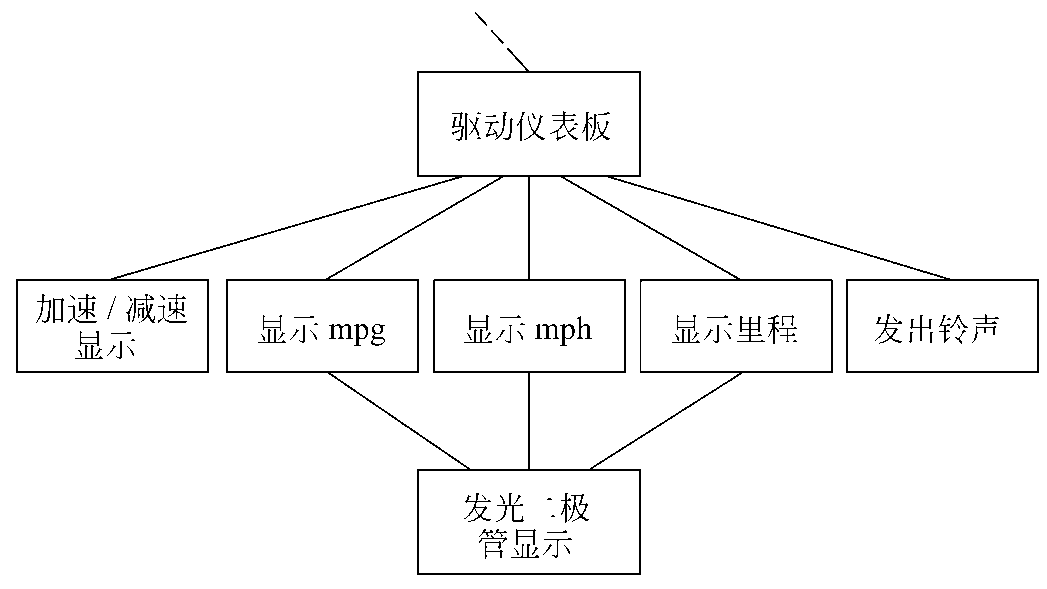 驱动仪表板
加速 / 减速
显示
显示 mpg
显示 mph
显示里程
发出铃声
发光二极
管显示